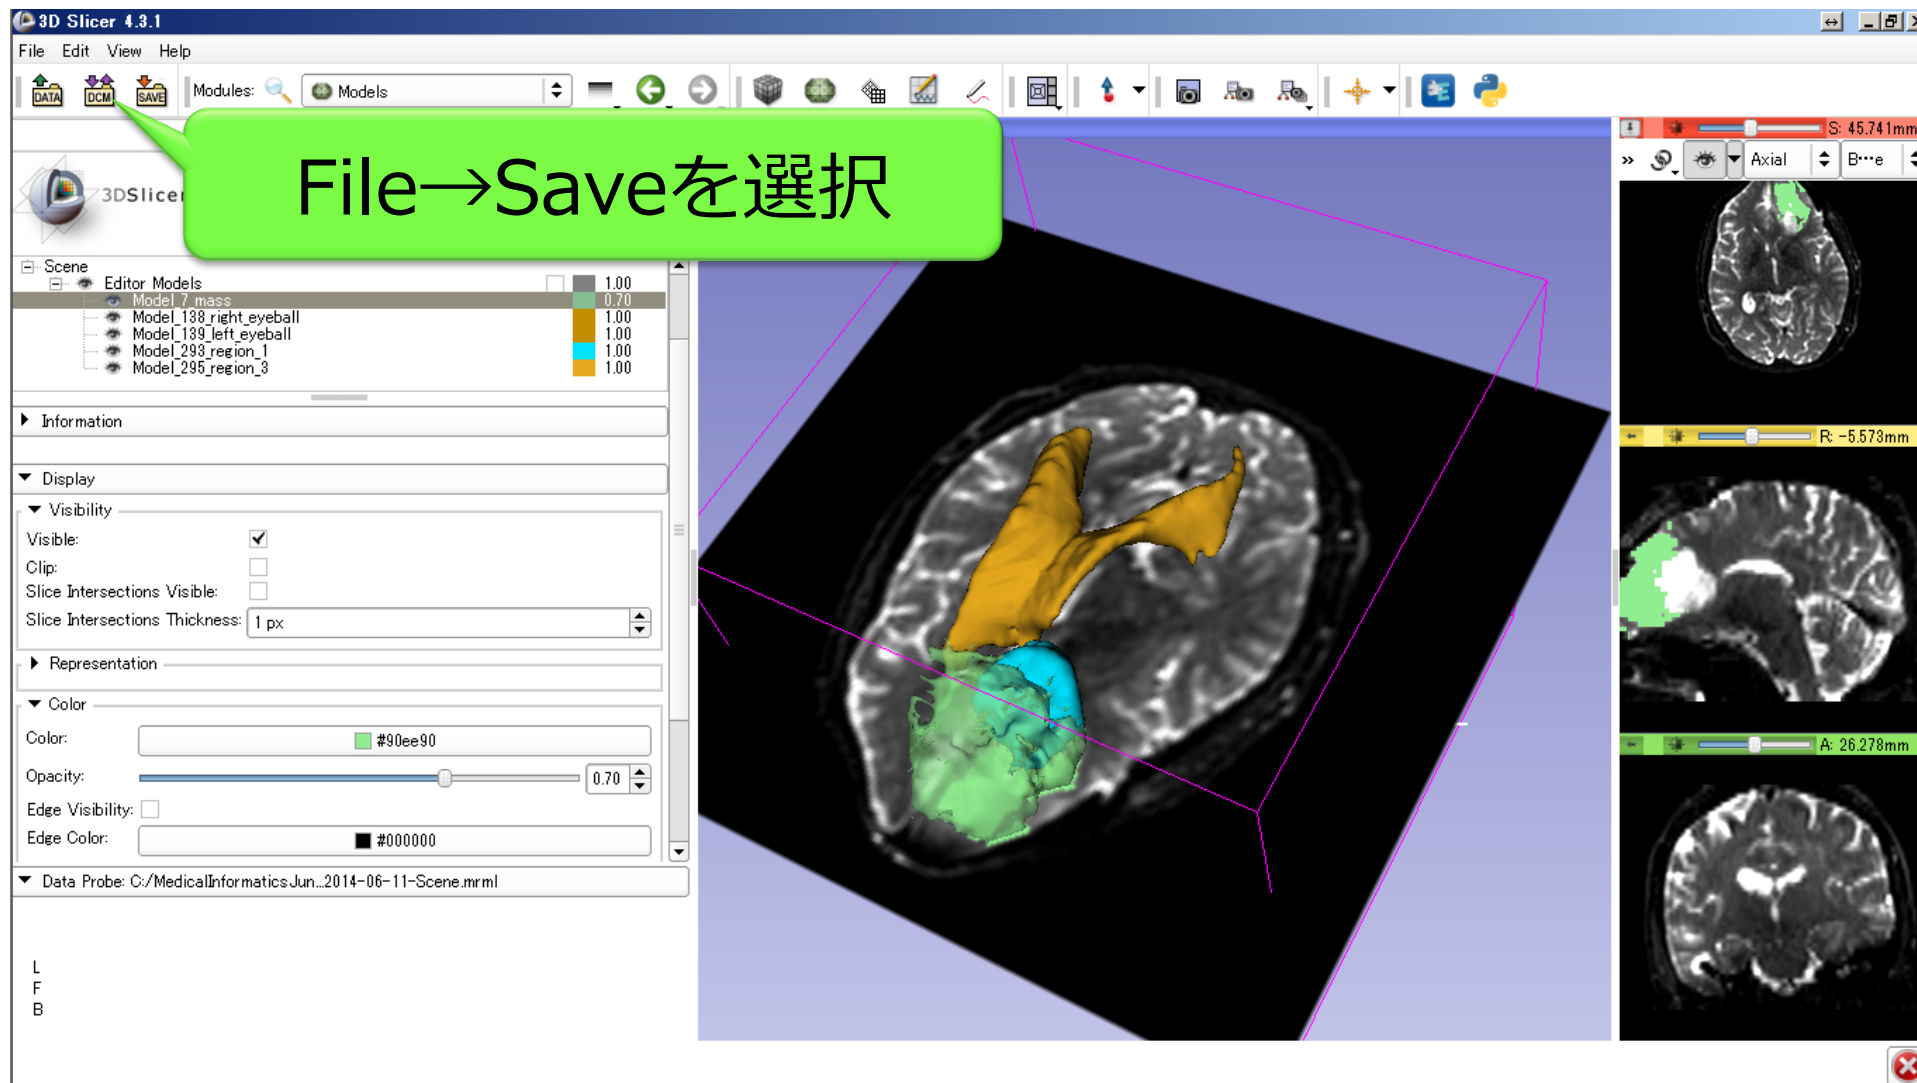 3D Slicer 4.3.1
File Edit View Help
DATA DCM SAVE Modules: Models
File→Saveを選択
3DSlicer
S: 45.741mm
Axial B…e
Scene
Editor Models 1.00
Model_7_mass 0.70
Model_138_right_eyeball 1.00
Model_139_left_eyeball 1.00
Model_293_region_1 1.00
Model_295_region_3 1.00
Information
R: -5.573mm
Display
Visibility
Visible:
Clip:
Slice Intersections Visible:
Slice Intersections Thickness: 1 px
Representation
Color
Color: #90ee90
A: 26.278mm
Opacity: 0.70
Edge Visibility:
Edge Color: #000000
Data Probe: C:/MedicalInformaticsJun...2014-06-11-Scene.mrml
L
F
B